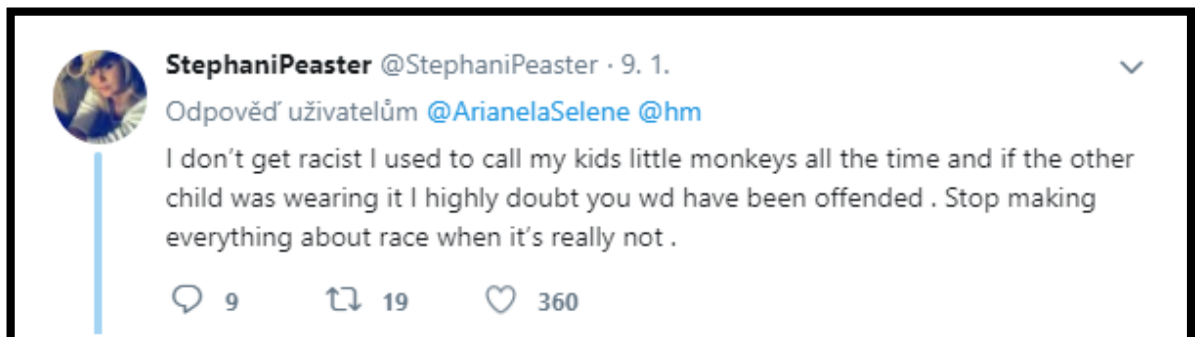 StephaniPeaster @StephaniPeaster · 9. 1.
Odpověď uživatelům @ArianelaSelene @hm
I don't get racist I used to call my kids little monkeys all the time and if the other
child was wearing it I highly doubt you wd have been offended . Stop making
everything about race when it's really not .
9 19 360